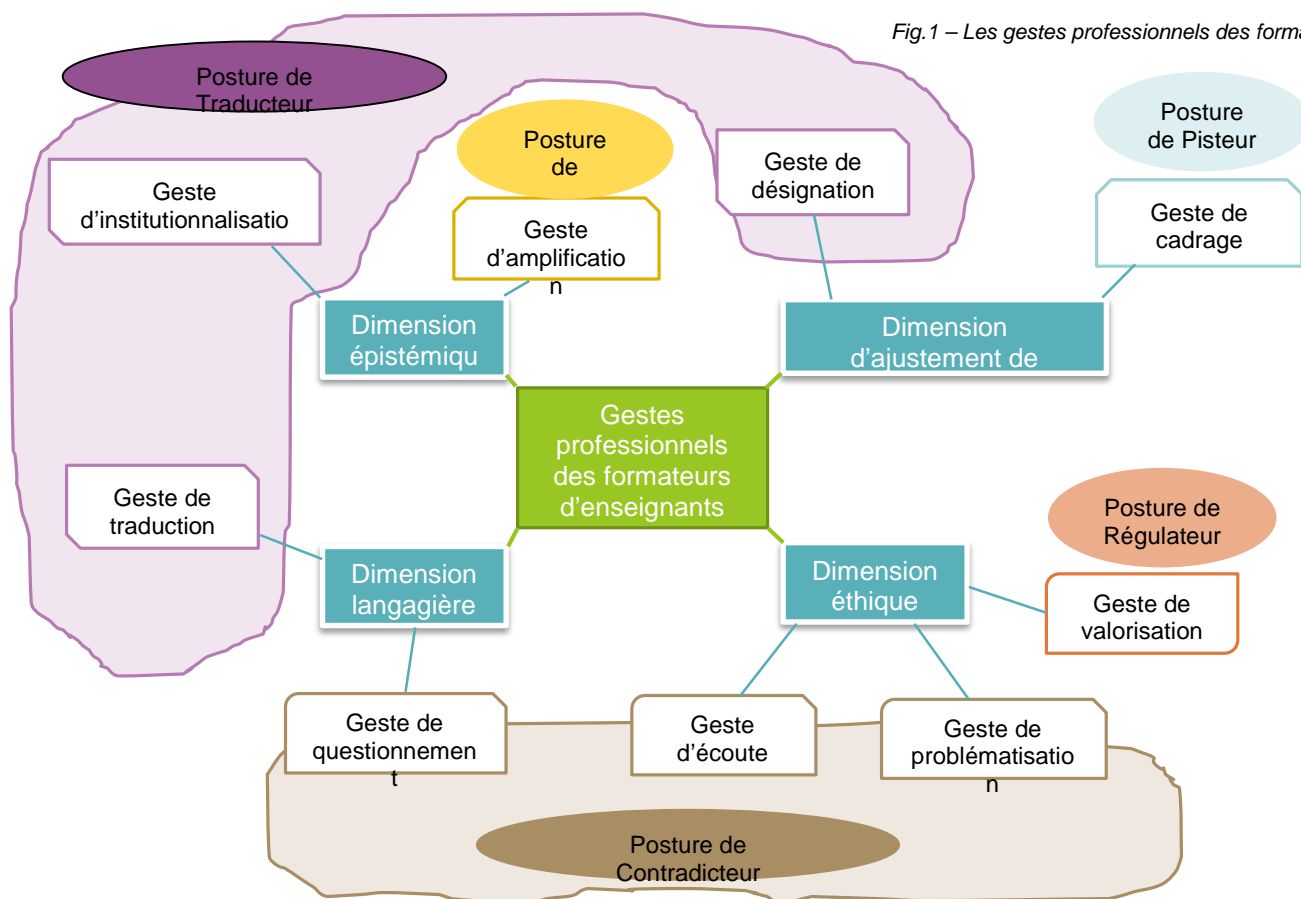 Fig.1 – Les gestes professionnels des forma
Posture de
Traducteur
Posture
de
Posture
de Pisteur
Geste
d'institutionnalisatio
Geste
d'amplificatio
n
Geste de
désignation
Geste de
cadrage
Dimension
épistémiqu
Dimension
d'ajustement de
Gestes
professionnels
des formateurs
d'enseignants
Geste de
traduction
Posture de
Régulateur
Dimension
langagière
Dimension
éthique
Geste de
valorisation
Geste de
questionnemen
t
Geste
d'écoute
Geste de
problématisatio
n
Posture de
Contradicteur